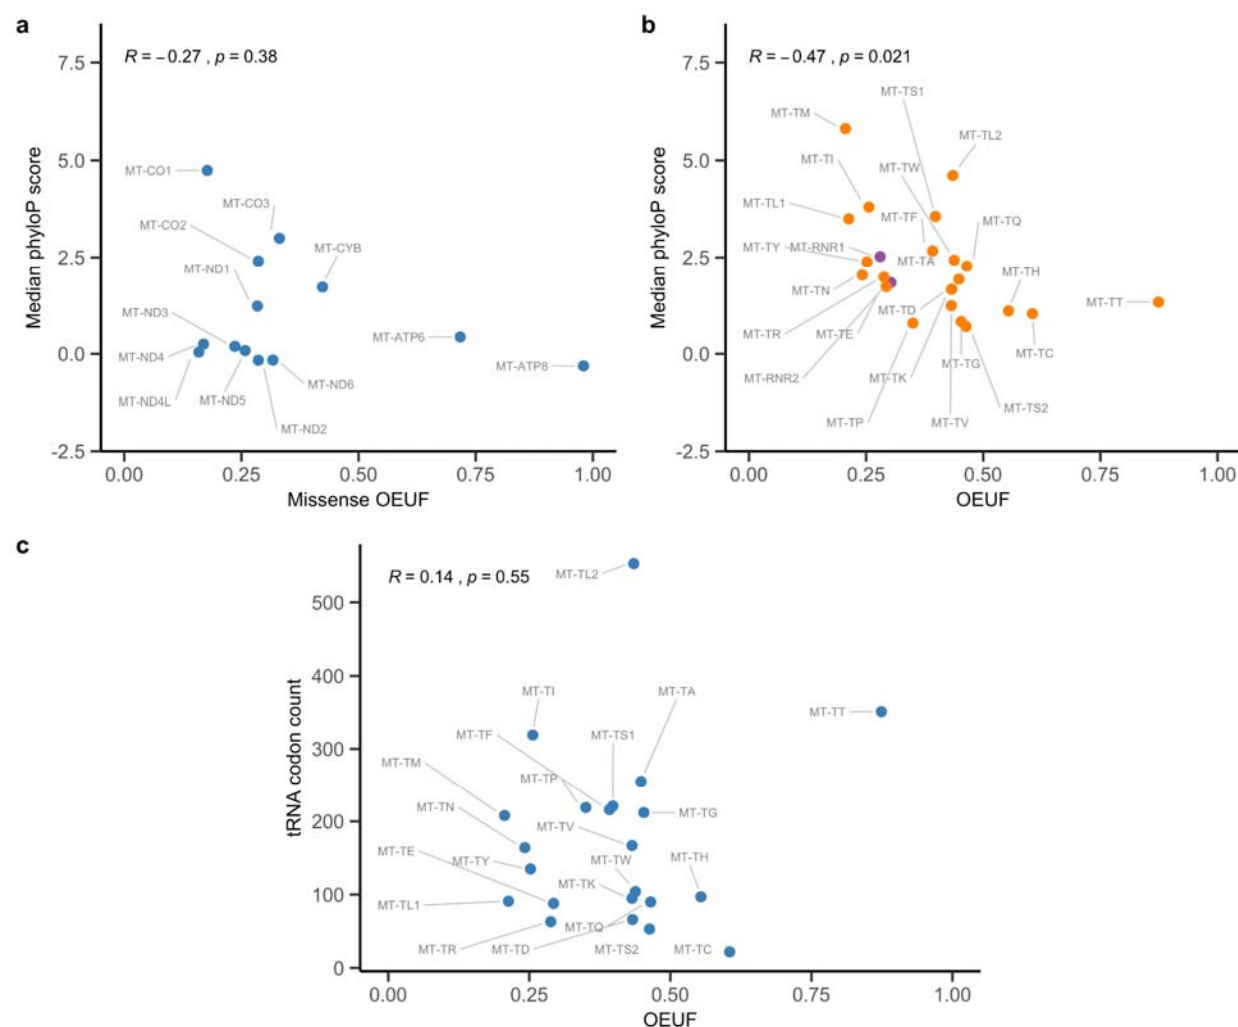 a
R = −0.27 , p = 0.38
7.5
5.0
2.5
0.0
-2.5
Median phyloP score
MT-CO1
MT-CO3
MT-CO2
MT-CYB
MT-ND1
MT-ND3
MT-ATP6
MT-ND4
MT-ATP8
MT-ND6
MT-ND4L
MT-ND5
MT-ND2
0.00
0.25
0.50
0.75
1.00
Missense OEUF
b
R = −0.47 , p = 0.021
7.5
5.0
2.5
0.0
-2.5
Median phyloP score
MT-TS1
MT-TM
MT-TL2
MT-TI
MT-TW
MT-TL1
MT-TF
MT-TQ
MT-TY
MT-RNR1
MT-TA
MT-TH
MT-TN
MT-TT
MT-TD
MT-TR
MT-TE
MT-TC
MT-TG
MT-RNR2
MT-TK
MT-TS2
MT-TP
MT-TV
0.00
0.25
0.50
0.75
1.00
OEUF
c
R = 0.14 , p = 0.55
500
400
300
200
100
0
tRNA codon count
MT-TL2
MT-TI
MT-TA
MT-TT
MT-TF
MT-TS1
MT-TM
MT-TP
MT-TN
MT-TG
MT-TV
MT-TE
MT-TY
MT-TW
MT-TH
MT-TK
MT-TL1
MT-TQ
MT-TR
MT-TD
MT-TS2
MT-TC
0.00
0.25
0.50
0.75
1.00
OEUF